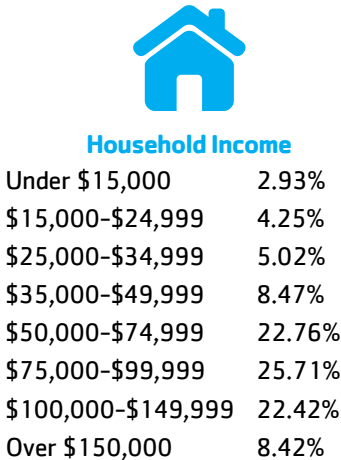 Household Income
Under $15,000 2.93%
$15,000–$24,999 4.25%
$25,000–$34,999 5.02%
$35,000–$49,999 8.47%
$50,000–$74,999 22.76%
$75,000–$99,999 25.71%
$100,000–$149,999 22.42%
Over $150,000 8.42%